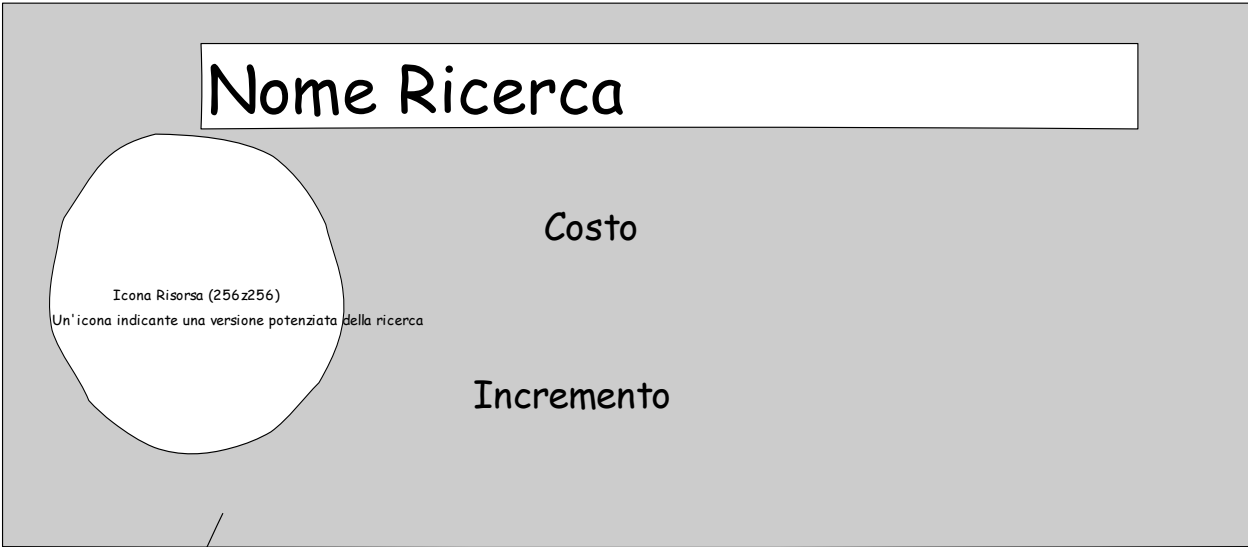 Nome Ricerca
Costo
Icona Risorsa (256z256)
Un'icona indicante una versione potenziata della ricerca
Incremento